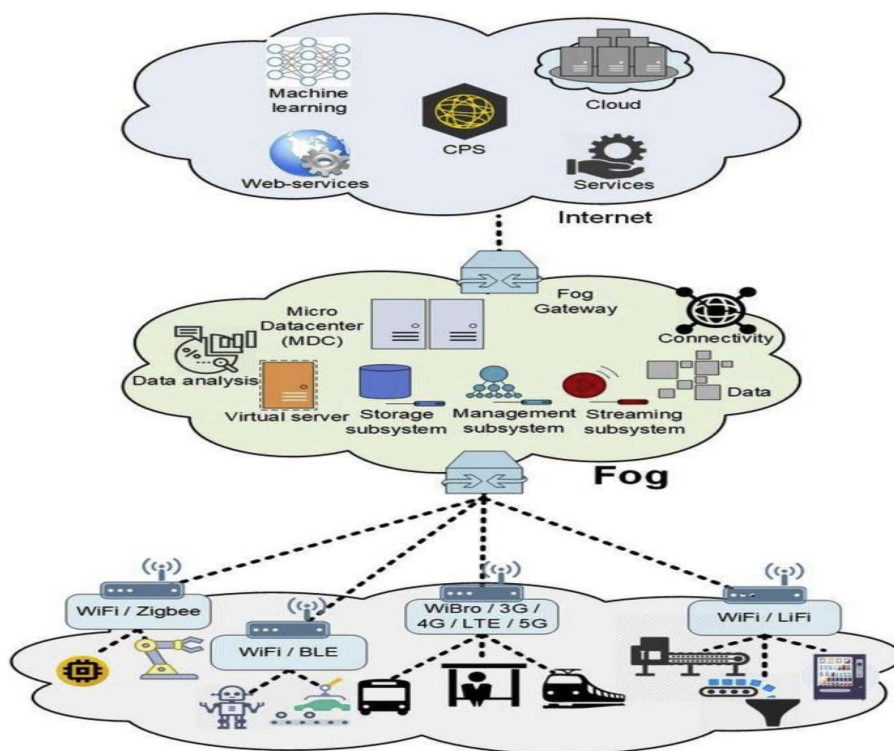 Machine
learning
Cloud
CPS
Web-services
Services
Internet
Fog
Gateway
Micro
Datacenter
(MDC)
Connectivity
Data analysis
Data
Virtual server
Storage
subsystem
Management
subsystem
Streaming
subsystem
Fog
WiFi / Zigbee
WiFi / BLE
WiBro / 3G /
4G / LTE / 5G
WiFi / LiFi